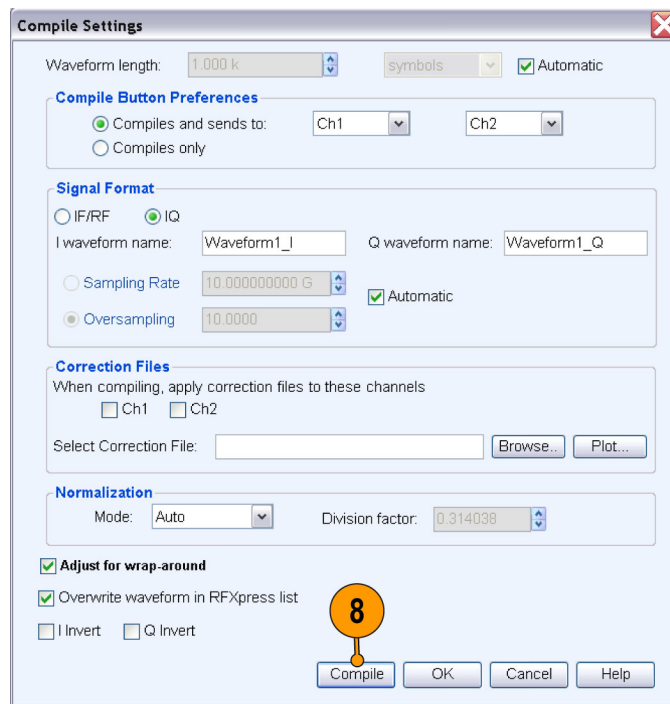 Compile Settings
Waveform length: 1.000 k symbols Automatic
Compile Button Preferences
Compiles and sends to: Ch1 Ch2
Compiles only
Signal Format
IF/RF IQ
I waveform name: Waveform1_I Q waveform name: Waveform1_Q
Sampling Rate 10.000000000 G
Automatic
Oversampling 10.0000
Correction Files
When compiling, apply correction files to these channels
Ch1 Ch2
Select Correction File: Browse.. Plot...
Normalization
Mode: Auto Division factor: 0.314038
Adjust for wrap-around
Overwrite waveform in RFXpress list
8
I Invert Q Invert
Compile OK Cancel Help